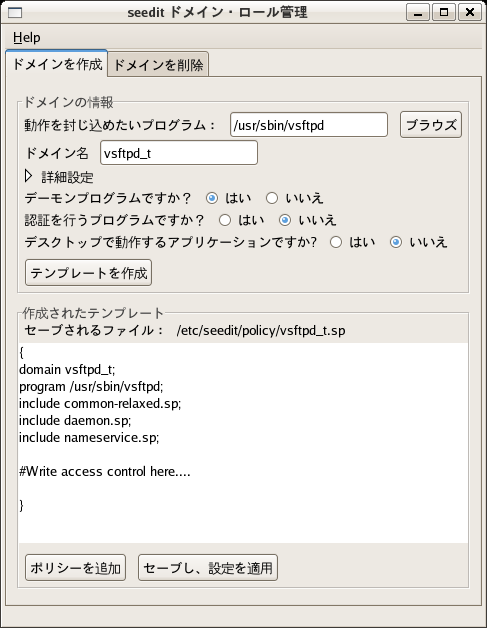 seedit ドメイン・ロール管理
Help
ドメインを作成 ドメインを削除
ドメインの情報
動作を封じ込めたいプログラム： /usr/sbin/vsftpd ブラウズ
ドメイン名 vsftpd_t
詳細設定
デーモンプログラムですか？ はい いいえ
認証を行うプログラムですか？ はい いいえ
デスクトップで動作するアプリケーションですか? はい いいえ
テンプレートを作成
作成されたテンプレート
セーブされるファイル： /etc/seedit/policy/vsftpd_t.sp
{
domain vsftpd_t;
program /usr/sbin/vsftpd;
include common-relaxed.sp;
include daemon.sp;
include nameservice.sp;
#Write access control here....
}
ポリシーを追加 セーブし、設定を適用